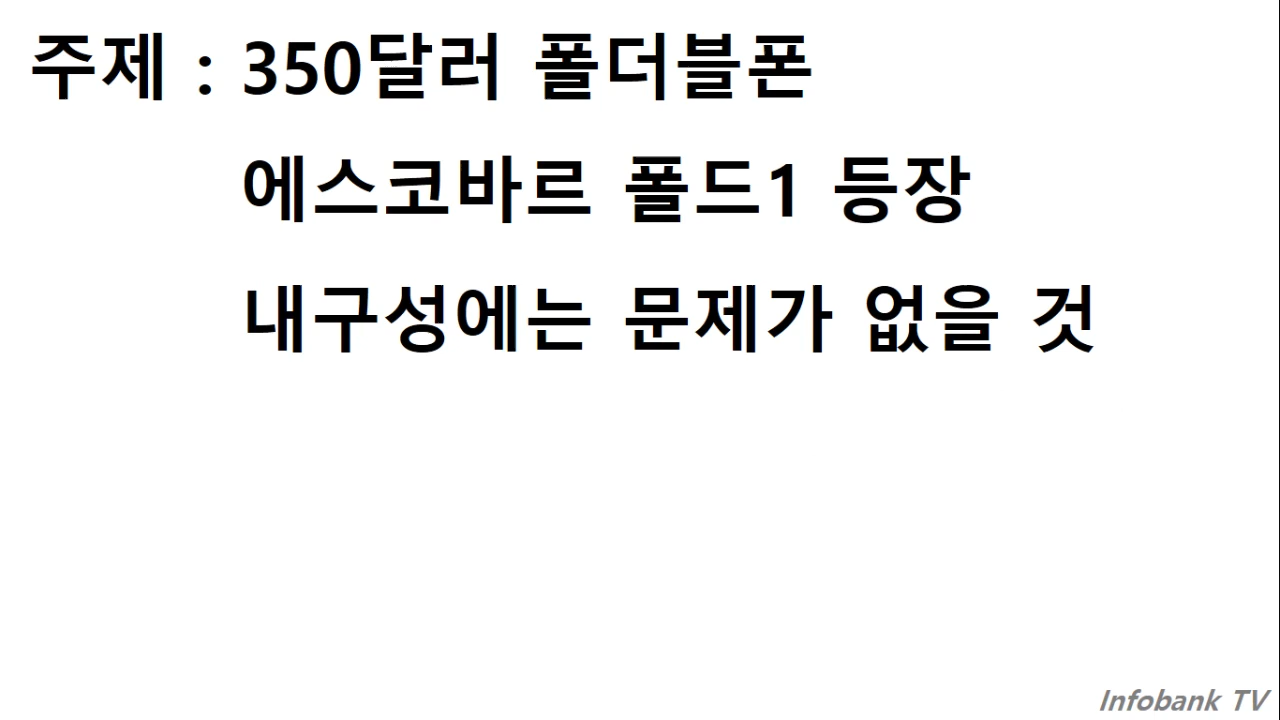 주제 : 350달러 폴더블폰
에스코바르 폴드1 등장
내구성에는 문제가 없을 것
Infobank TV